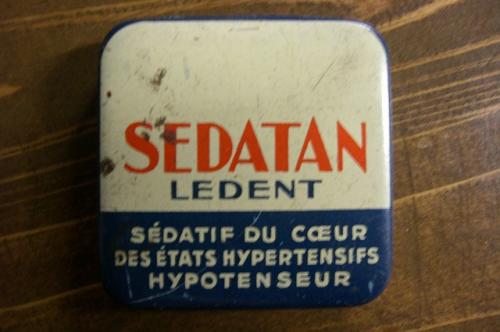 SEDATAN
LEDENT
SÉDATIF DU CŒUR
DES ÉTATS HYPERTENSIFS
HYPOTENSEUR